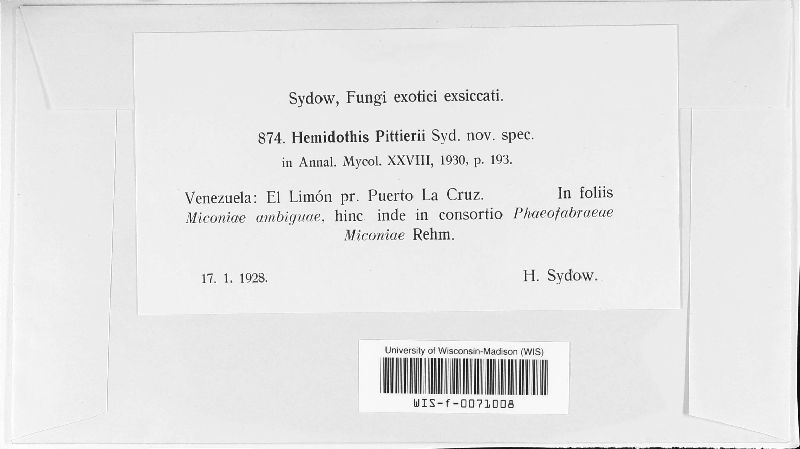 Sydow, Fungi exotici exsiccati.
874. Hemidothis Pittierii Syd. nov. spec.
in Annal. Mycol. XXVIII, 1930, p. 193.
Venezuela: El Limón pr. Puerto La Cruz. In foliis
Miconiae ambiguae, hinc inde in consortio Phaeofabraeae
Miconiae Rehm.
17. 1. 1928. H. Sydow.
University of Wisconsin-Madison (WIS)
WIS-f-0071008